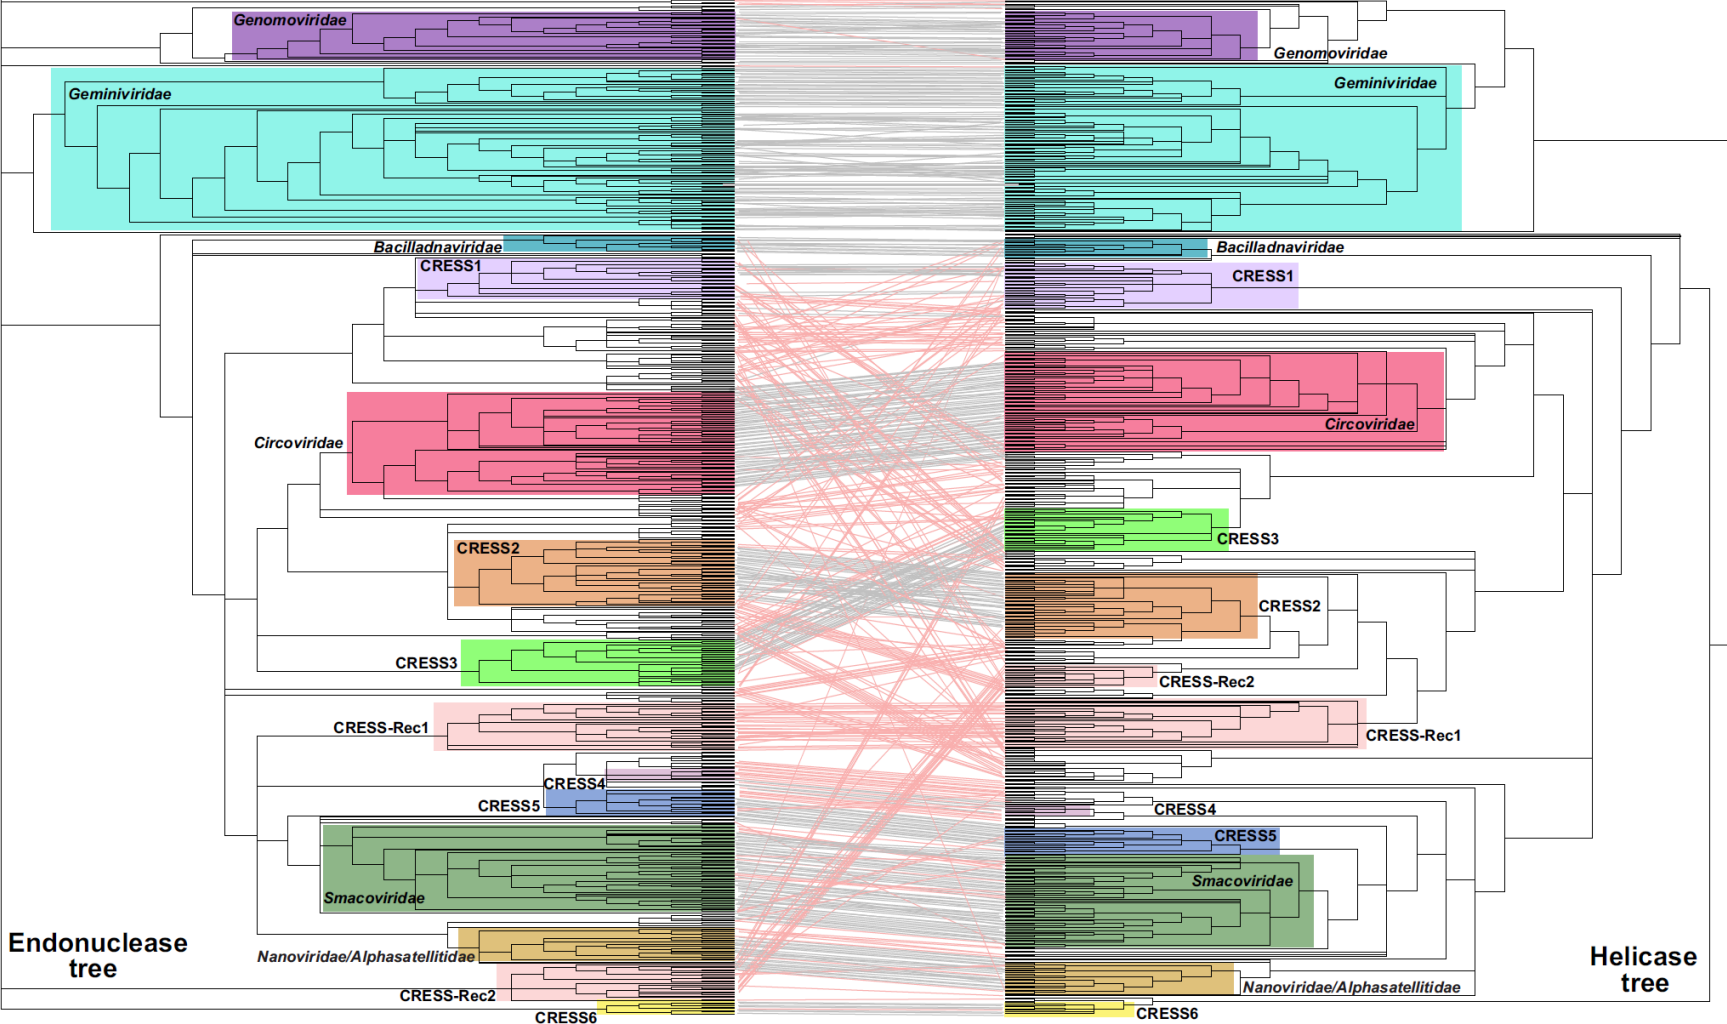 Genomoviridae
Genomoviridae
Geminiviridae
Geminiviridae
Bacilladnaviridae
Bacilladnaviridae
CRESS1
CRESS1
Circoviridae
Circoviridae
CRESS2
CRESS3
CRESS2
CRESS3
CRESS-Rec2
CRESS-Rec1
CRESS-Rec1
CRESS4
CRESS5
CRESS4
CRESS5
Smacoviridae
Smacoviridae
Endonuclease
tree
Helicase
tree
Nanoviridae/Alphasatellitidae
Nanoviridae/Alphasatellitidae
CRESS-Rec2
CRESS6
CRESS6